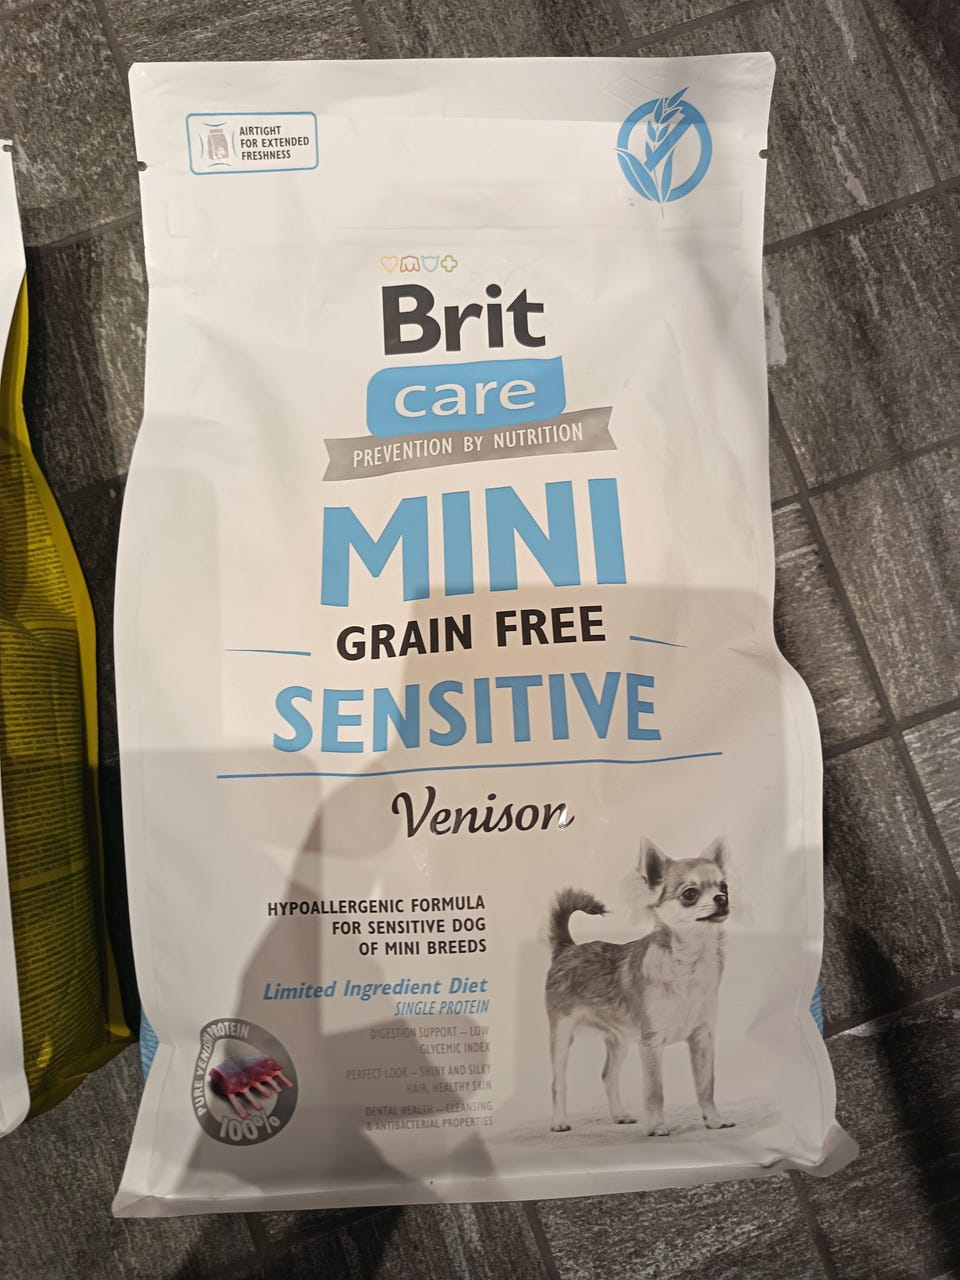 AIRTIGHT
FOR EXTENDED
FRESHNESS
Brit
care
PREVENTION BY NUTRITION
MINI
GRAIN FREE
SENSITIVE
Venison
HYPOALLERGENIC FORMULA
FOR SENSITIVE DOG
OF MINI BREEDS
Limited Ingredient Diet
SINGLE PROTEIN
DIGESTION SUPPORT – LOW
GLYCEMIC INDEX
PERFECT LOOK – SHINY AND SILKY
HAIR, HEALTHY SKIN
DENTAL HEALTH – CLEANSING
& ANTIBACTERIAL PROPERTIES
PURE VENISON PROTEIN
100%